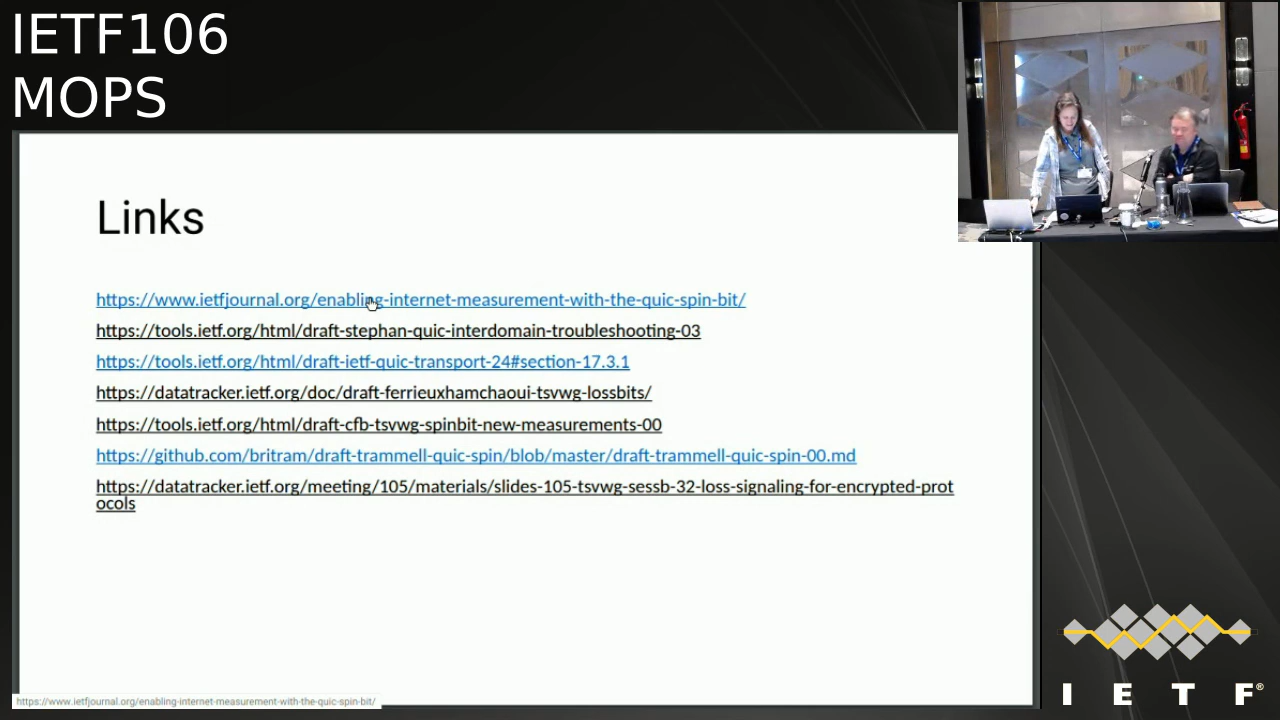 IETF106
MOPS
Links
https://www.ietfjournal.org/enabling-internet-measurement-with-the-quic-spin-bit/
https://tools.ietf.org/html/draft-stephan-quic-interdomain-troubleshooting-03
https://tools.ietf.org/html/draft-ietf-quic-transport-24#section-17.3.1
https://datatracker.ietf.org/doc/draft-ferrieuxhamchaoui-tsvwg-lossbits/
https://tools.ietf.org/html/draft-cfb-tsvwg-spinbit-new-measurements-00
https://github.com/britram/draft-trammell-quic-spin/blob/master/draft-trammell-quic-spin-00.md
https://datatracker.ietf.org/meeting/105/materials/slides-105-tsvwg-sessb-32-loss-signaling-for-encrypted-prot
ocols
https://www.ietfjournal.org/enabling-internet-measurement-with-the-quic-spin-bit/
I E T F®